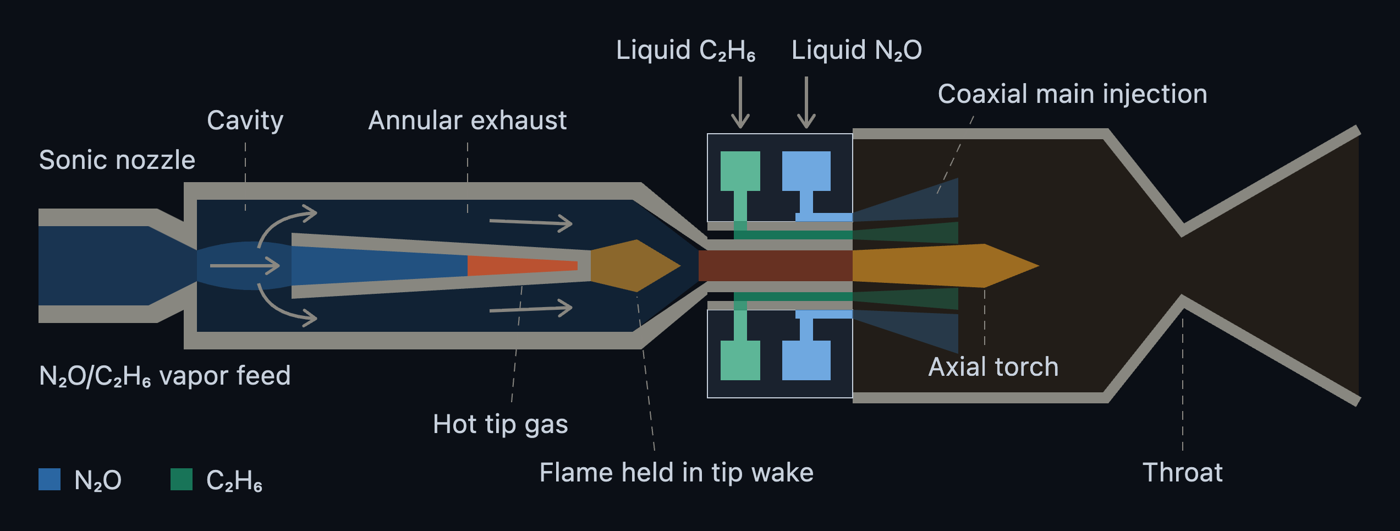 Liquid C₂H₆
Liquid N₂O
Coaxial main injection
Cavity
Annular exhaust
Sonic nozzle
Axial torch
N₂O/C₂H₆ vapor feed
Hot tip gas
Flame held in tip wake
Throat
N₂O
C₂H₆